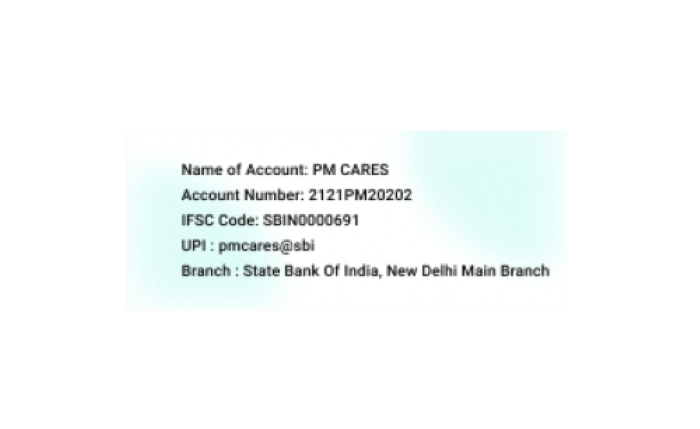 Name of Account: PM CARES
Account Number: 2121PM20202
IFSC Code: SBIN0000691
UPI : pmcares@sbi
Branch : State Bank Of India, New Delhi Main Branch